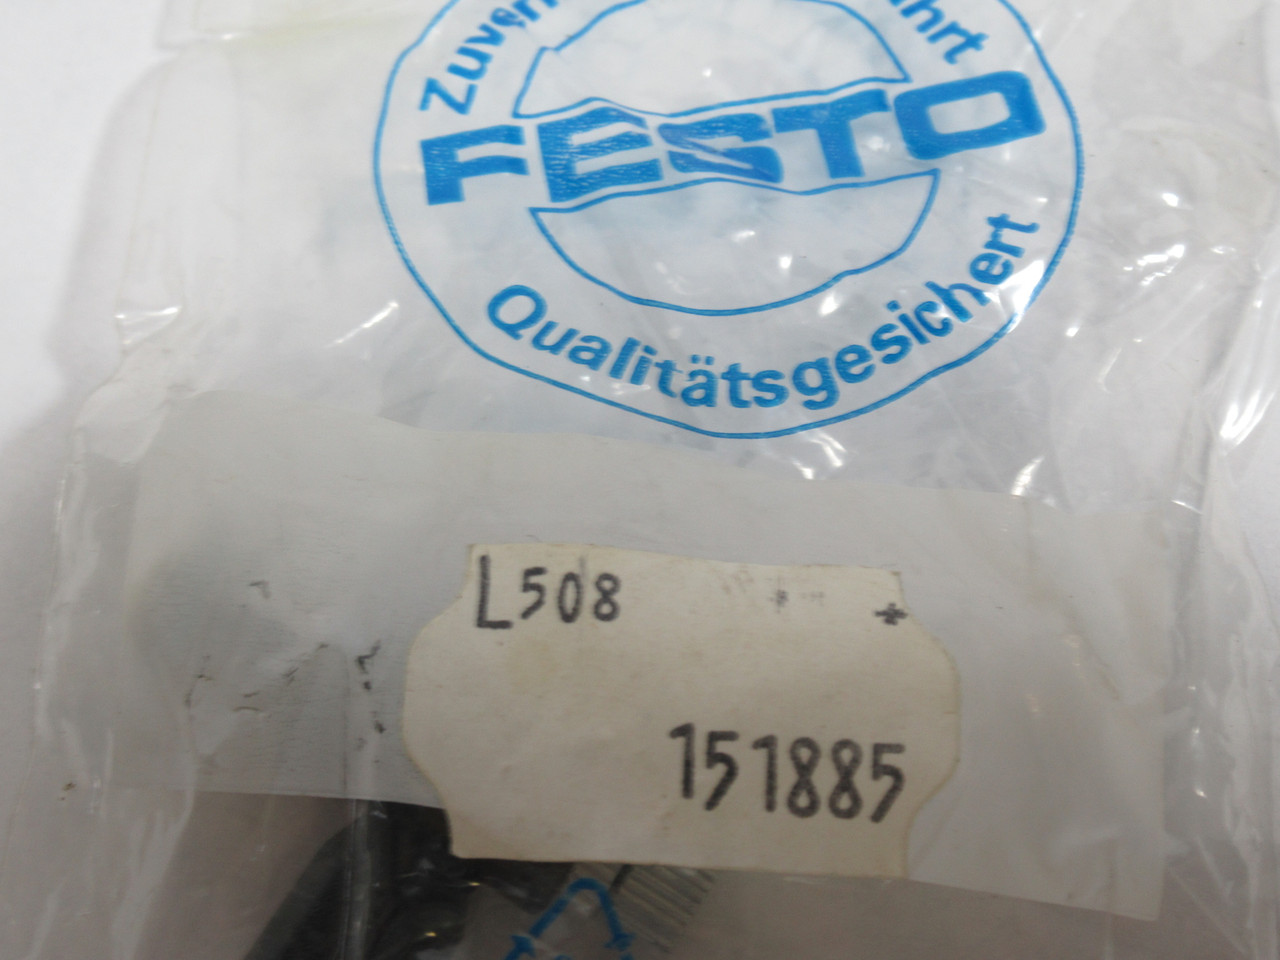 FESTO
Qualitätsgesichert
L508 +
151885